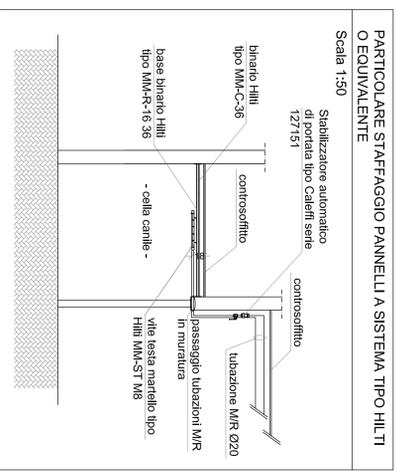 PARTICOLARE STAFFAGGIO PANNELLI A SISTEMA TIPO HILTI
O EQUIVALENTE
Scala 1:50
Stabilizzatore automatico
di portata tipo Caleffi serie
127151
controsoffitto
controsoffitto
binario Hilti
tipo MM-C-36
tubazione M/R Ø20
passaggio tubazioni M/R
in muratura
base binario Hilti
tipo MM-R-16 36
- cella canile -
vite testa martello tipo
Hilti MM-ST M8